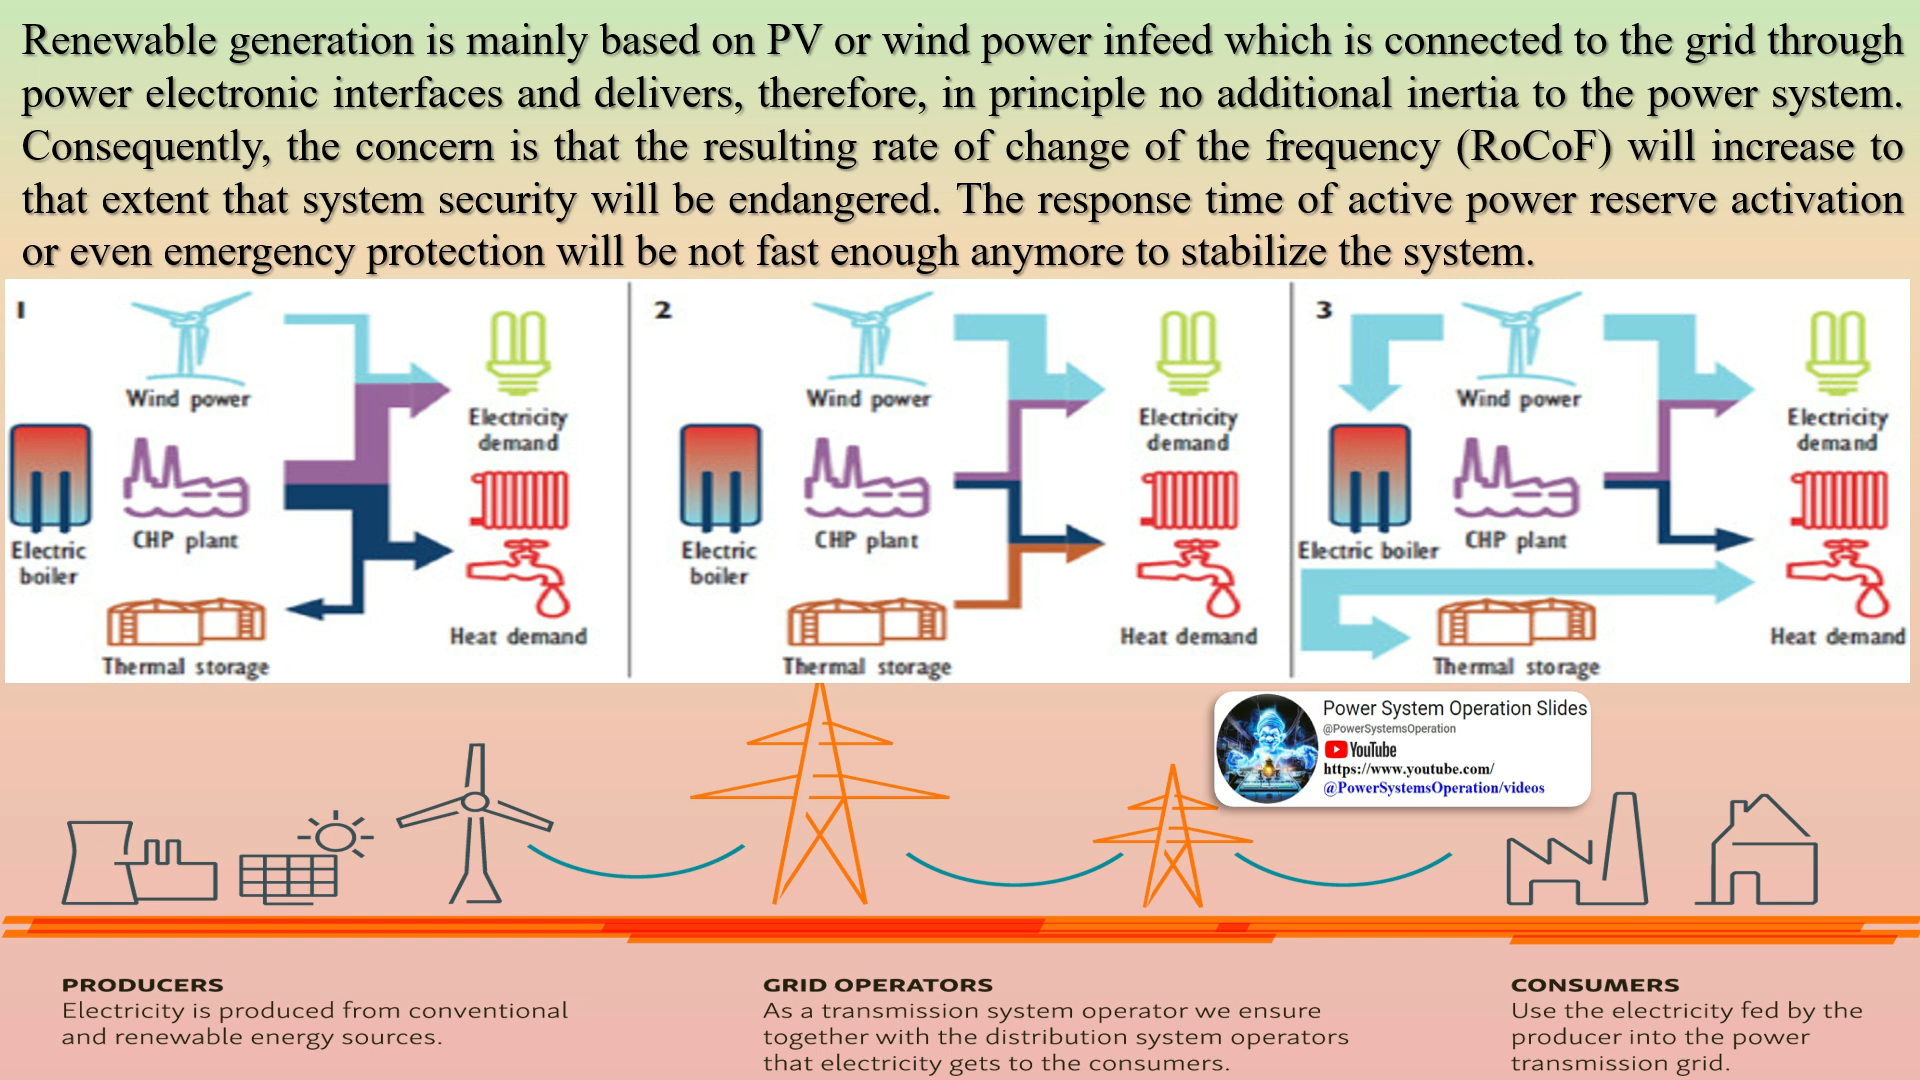 Renewable generation is mainly based on PV or wind power infeed which is connected to the grid through
power electronic interfaces and delivers, therefore, in principle no additional inertia to the power system.
Consequently, the concern is that the resulting rate of change of the frequency (RoCoF) will increase to
that extent that system security will be endangered. The response time of active power reserve activation
or even emergency protection will be not fast enough anymore to stabilize the system.
1
Wind power
Electricity
demand
CHP plant
Electric
boiler
Heat demand
Thermal storage
2
Wind power
Electricity
demand
CHP plant
Electric
boiler
Heat demand
Thermal storage
3
Wind power
Electricity
demand
CHP plant
Electric boiler
Heat demand
Thermal storage
Power System Operation Slides
@PowerSystemsOperation
YouTube
https://www.youtube.com/
@PowerSystemsOperation/videos
PRODUCERS
Electricity is produced from conventional
and renewable energy sources.
GRID OPERATORS
As a transmission system operator we ensure
together with the distribution system operators
that electricity gets to the consumers.
CONSUMERS
Use the electricity fed by the
producer into the power
transmission grid.